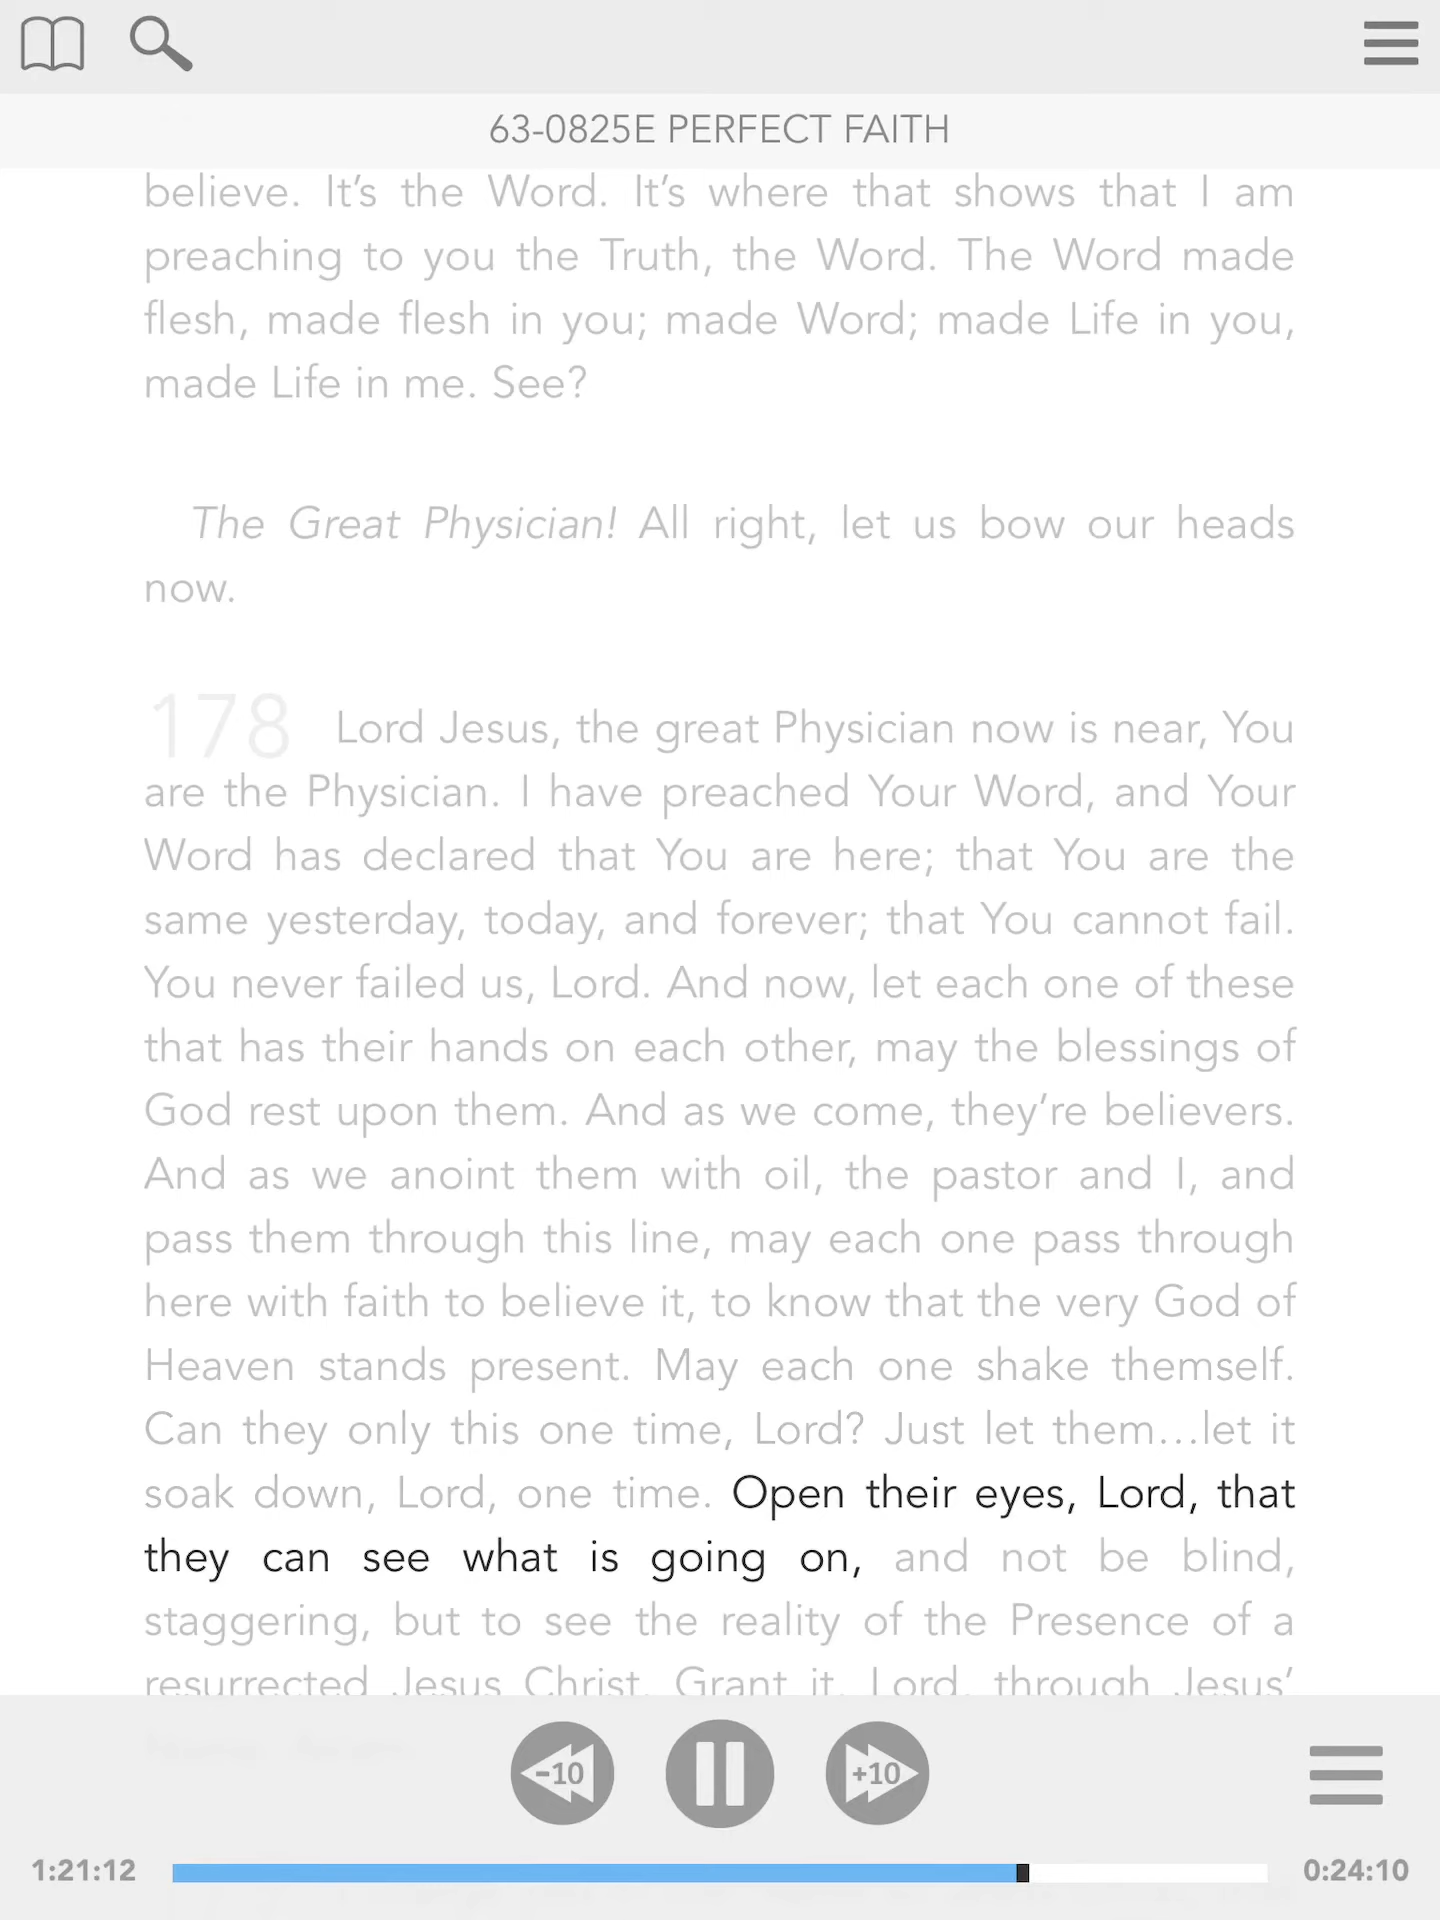 63-0825E PERFECT FAITH
believe. It’s the Word. It’s where that shows that I am
preaching to you the Truth, the Word. The Word made
flesh, made flesh in you; made Word; made Life in you,
made Life in me. See?
The Great Physician! All right, let us bow our heads
now.
178 Lord Jesus, the great Physician now is near, You
are the Physician. I have preached Your Word, and Your
Word has declared that You are here; that You are the
same yesterday, today, and forever; that You cannot fail.
You never failed us, Lord. And now, let each one of these
that has their hands on each other, may the blessings of
God rest upon them. And as we come, they’re believers.
And as we anoint them with oil, the pastor and I, and
pass them through this line, may each one pass through
here with faith to believe it, to know that the very God of
Heaven stands present. May each one shake themself.
Can they only this one time, Lord? Just let them…let it
soak down, Lord, one time. Open their eyes, Lord, that
they can see what is going on, and not be blind,
staggering, but to see the reality of the Presence of a
resurrected Jesus Christ. Grant it, Lord, through Jesus’
-10 +10
1:21:12 0:24:10